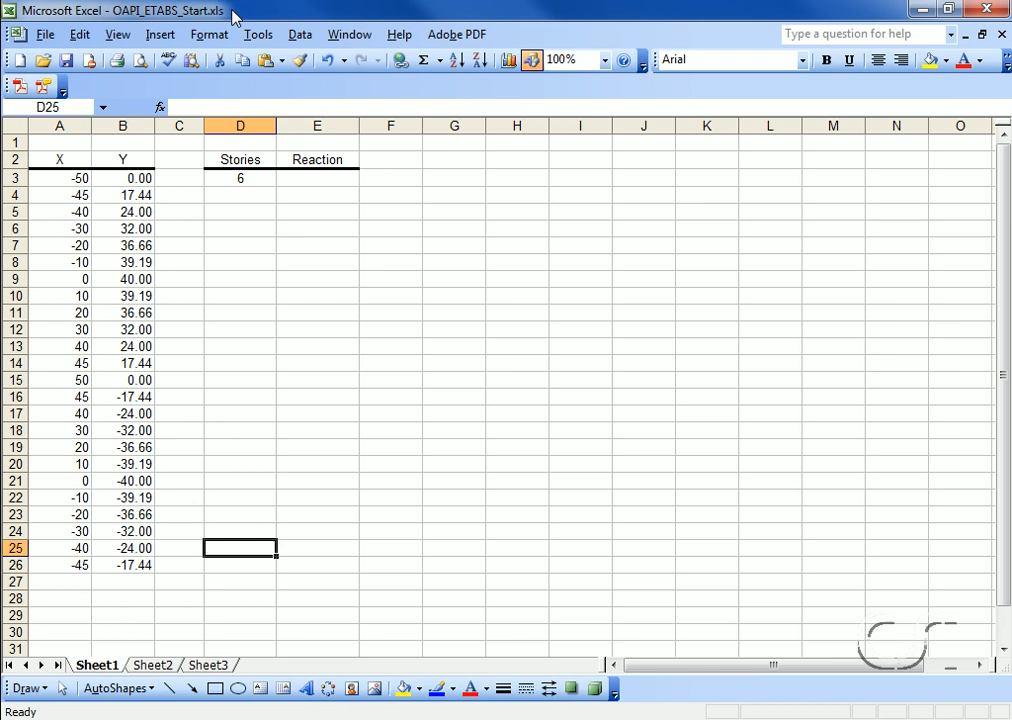 Microsoft Excel - OAPI_ETABS_Start.xls
File Edit View Insert Format Tools Data Window Help Adobe PDF Type a question for help
100% Arial B U A
D25 fx
A B C D E F G H I J K L M N O
1
2 X Y Stories Reaction
3 -50 0.00 6
4 -45 17.44
5 -40 24.00
6 -30 32.00
7 -20 36.66
8 -10 39.19
9 0 40.00
10 10 39.19
11 20 36.66
12 30 32.00
13 40 24.00
14 45 17.44
15 50 0.00
16 45 -17.44
17 40 -24.00
18 30 -32.00
19 20 -36.66
20 10 -39.19
21 0 -40.00
22 -10 -39.19
23 -20 -36.66
24 -30 -32.00
25 -40 -24.00
26 -45 -17.44
27
28
29
30
31
Sheet1 Sheet2 Sheet3
Draw AutoShapes A A
Ready